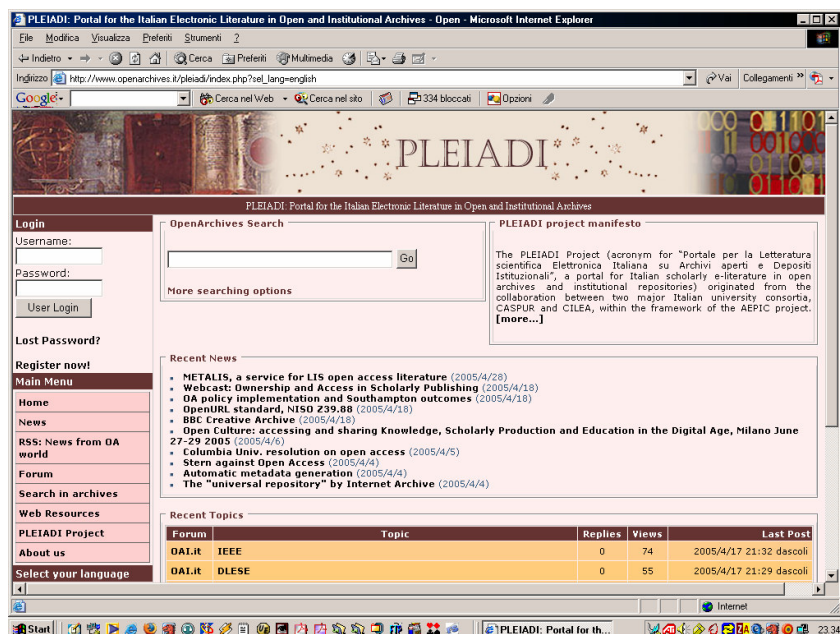 PLEIADI: Portal for the Italian Electronic Literature in Open and Institutional Archives - Open - Microsoft Internet Explorer
File Modifica Visualizza Preferiti Strumenti ?
Indietro Cerca Preferiti Multimedia
Indirizzo http://www.openarchives.it/pleiadi/index.php?sel_lang=english Vai Collegamenti »
Google Cerca nel Web Cerca nel sito 334 bloccati Opzioni
PLEIADI
PLEIADI: Portal for the Italian Electronic Literature in Open and Institutional Archives
Login
Username:
Password:
User Login
Lost Password?
Register now!
Main Menu
Home
News
RSS: News from OA
world
Forum
Search in archives
Web Resources
PLEIADI Project
About us
Select your language
OpenArchives Search
Go
More searching options
PLEIADI project manifesto
The PLEIADI Project (acronym for "Portale per la Letteratura
scientifica Elettronica Italiana su Archivi aperti e Depositi
Istituzionali", a portal for Italian scholarly e-literature in open
archives and institutional repositories) originated from the
collaboration between two major Italian university consortia,
CASPUR and CILEA, within the framework of the AEPIC project.
[more...]
Recent News
METALIS, a service for LIS open access literature (2005/4/28)
Webcast: Ownership and Access in Scholarly Publishing (2005/4/18)
OA policy implementation and Southampton outcomes (2005/4/18)
OpenURL standard, NISO Z39.88 (2005/4/18)
BBC Creative Archive (2005/4/18)
Open Culture: accessing and sharing Knowledge, Scholarly Production and Education in the Digital Age, Milano June
27-29 2005 (2005/4/6)
Columbia Univ. resolution on open access (2005/4/5)
Stern against Open Access (2005/4/4)
Automatic metadata generation (2005/4/4)
The "universal repository" by Internet Archive (2005/4/4)
Recent Topics
Forum Topic Replies Views Last Post
OAI.it IEEE 0 74 2005/4/17 21:32 dascoli
OAI.it DLESE 0 55 2005/4/17 21:29 dascoli
Internet
Start PLEIADI: Portal for th...